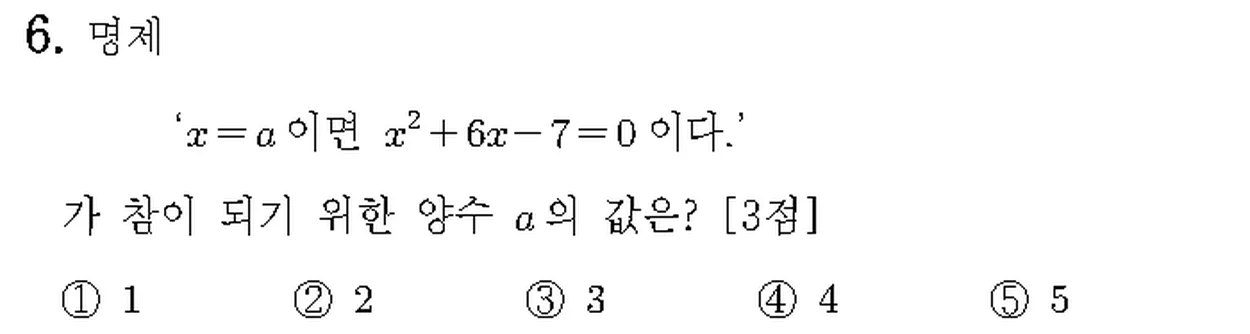 6. 명제
‘x=a 이면 x²+6x-7=0 이다.’
가 참이 되기 위한 양수 a의 값은? [3점]
① 1 ② 2 ③ 3 ④ 4 ⑤ 5